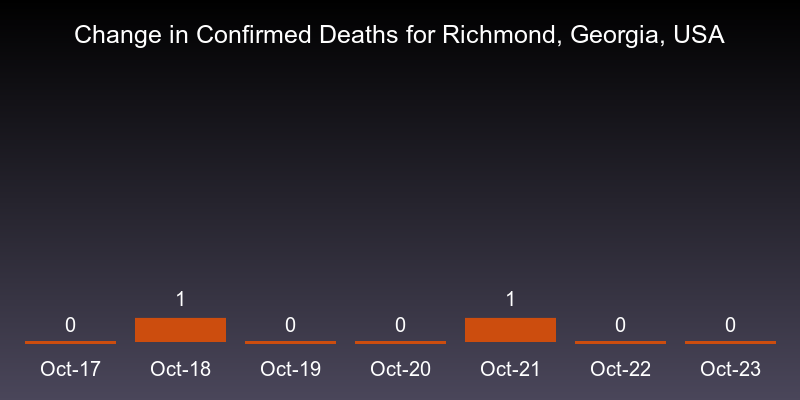 Change in Confirmed Deaths for Richmond, Georgia, USA
0 1 0 0 1 0 0
Oct-17 Oct-18 Oct-19 Oct-20 Oct-21 Oct-22 Oct-23